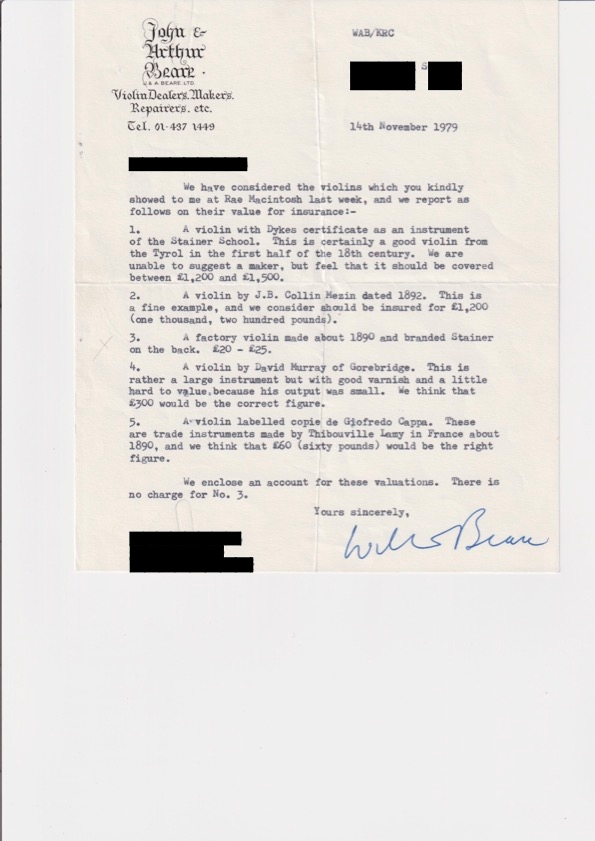 John &
Arthur
Beare.
J & A BEARE LTD
Violin Dealers, Makers,
Repairers, etc.
Tel. 01-437 1449
WAB/KRC
S
14th November 1979
We have considered the violins which you kindly
showed to me at Rae Macintosh last week, and we report as
follows on their value for insurance:-
1. A violin with Dykes certificate as an instrument
of the Stainer School. This is certainly a good violin from
the Tyrol in the first half of the 18th century. We are
unable to suggest a maker, but feel that it should be covered
between £1,200 and £1,500.
2. A violin by J.B. Collin Mezin dated 1892. This is
a fine example, and we consider should be insured for £1,200
(one thousand, two hundred pounds).
3. A factory violin made about 1890 and branded Stainer
on the back. £20 - £25.
4. A violin by David Murray of Gorebridge. This is
rather a large instrument but with good varnish and a little
hard to value,because his output was small. We think that
£300 would be the correct figure.
5. A violin labelled copie de Giofredo Cappa. These
are trade instruments made by Thibouville Lamy in France about
1890, and we think that £60 (sixty pounds) would be the right
figure.
We enclose an account for these valuations. There is
no charge for No. 3.
Yours sincerely,
Beare